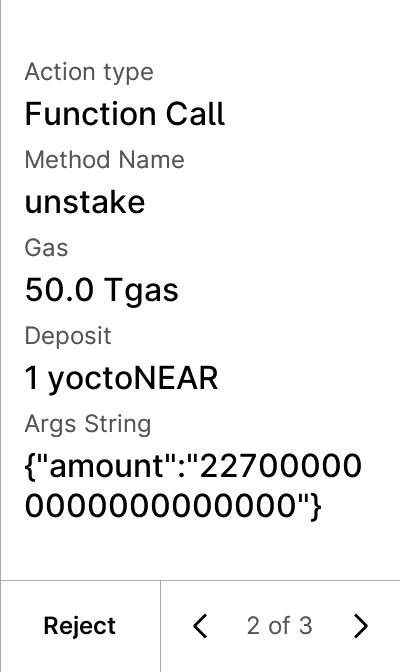 Action type
Function Call
Method Name
unstake
Gas
50.0 Tgas
Deposit
1 yoctoNEAR
Args String
{"amount":"22700000
0000000000000"}
Reject
2 of 3